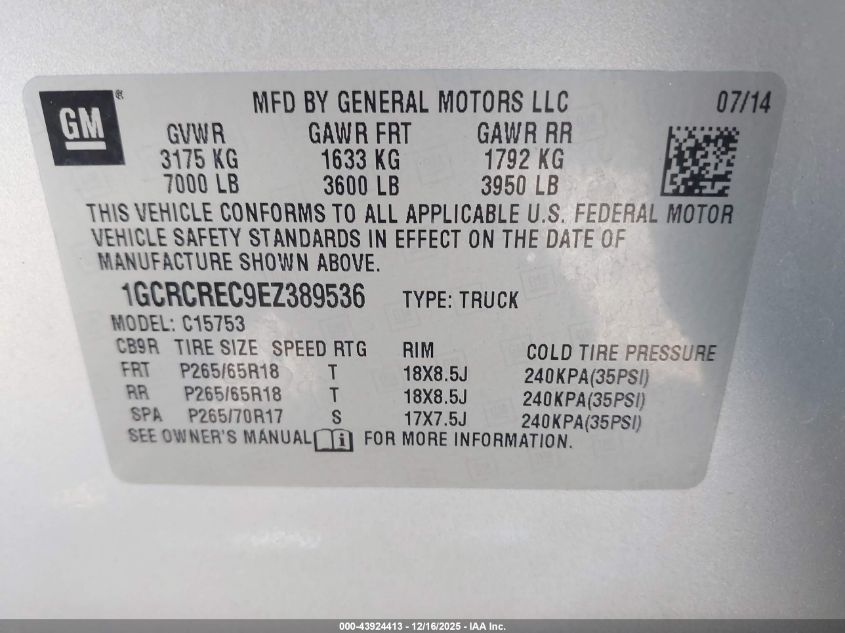 GM®
MFD BY GENERAL MOTORS LLC 07/14
GVWR GAWR FRT GAWR RR
3175 KG 1633 KG 1792 KG
7000 LB 3600 LB 3950 LB
THIS VEHICLE CONFORMS TO ALL APPLICABLE U.S. FEDERAL MOTOR
VEHICLE SAFETY STANDARDS IN EFFECT ON THE DATE OF
MANUFACTURE SHOWN ABOVE.
1GCRCREC9EZ389536 TYPE: TRUCK
MODEL: C15753
CB9R TIRE SIZE SPEED RTG RIM COLD TIRE PRESSURE
FRT P265/65R18 T 18X8.5J 240KPA(35PSI)
RR P265/65R18 T 18X8.5J 240KPA(35PSI)
SPA P265/70R17 S 17X7.5J 240KPA(35PSI)
SEE OWNER'S MANUAL i FOR MORE INFORMATION.
000-43924413 - 12/16/2025 - IAA Inc.